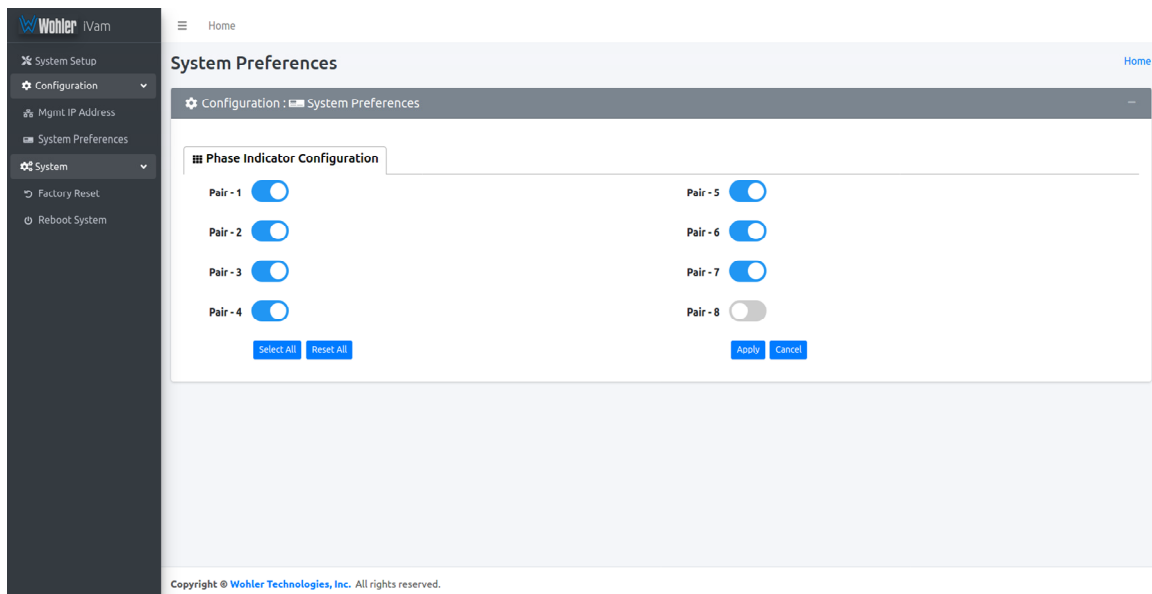 Wohler iVam
Home
System Setup
Configuration
Mgmt IP Address
System Preferences
System
Factory Reset
Reboot System
System Preferences
Home
Configuration : System Preferences
Phase Indicator Configuration
Pair - 1
Pair - 5
Pair - 2
Pair - 6
Pair - 3
Pair - 7
Pair - 4
Pair - 8
Select All Reset All
Apply Cancel
Copyright © Wohler Technologies, Inc. All rights reserved.